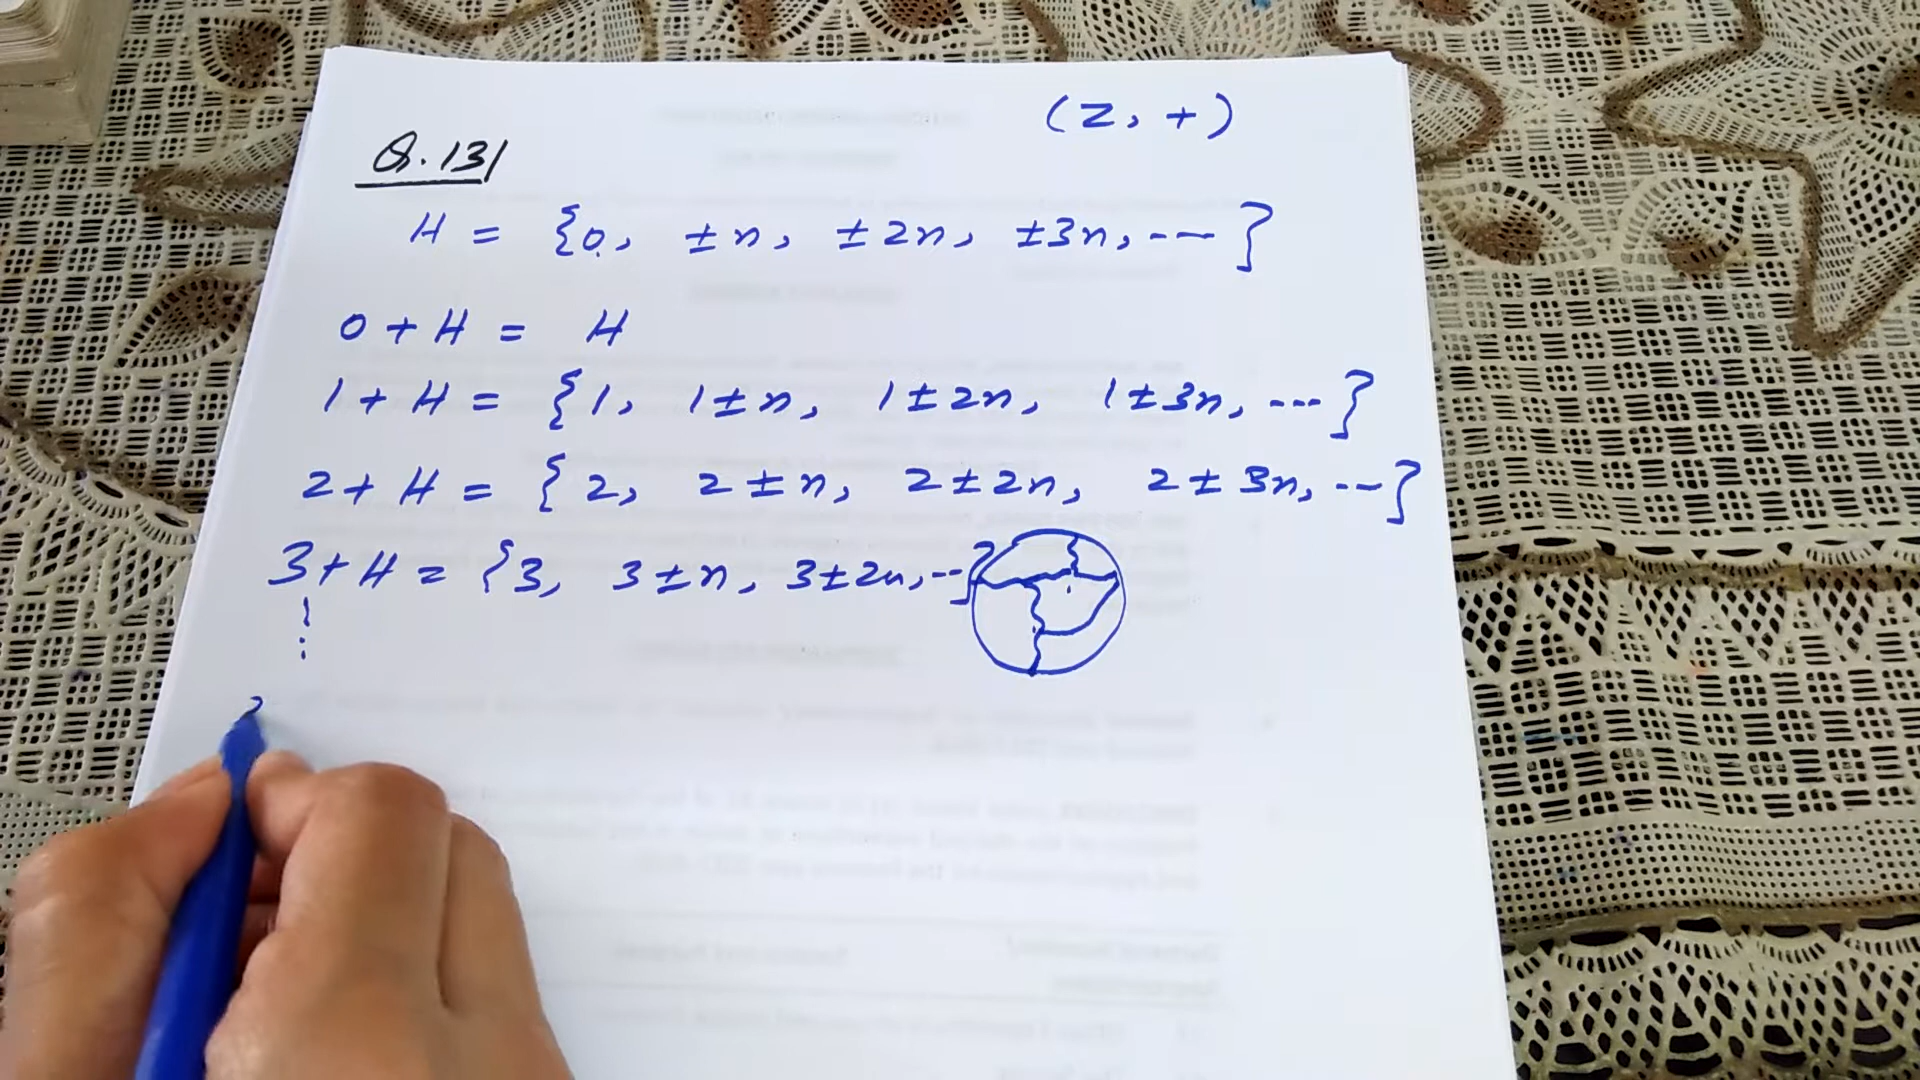 (Z, +)
Q.131
H = {0, ±n, ±2n, ±3n, --- }
0 + H = H
1 + H = {1, 1±n, 1±2n, 1±3n, --- }
2 + H = {2, 2±n, 2±2n, 2±3n, --- }
3 + H = {3, 3±n, 3±2n, --- }